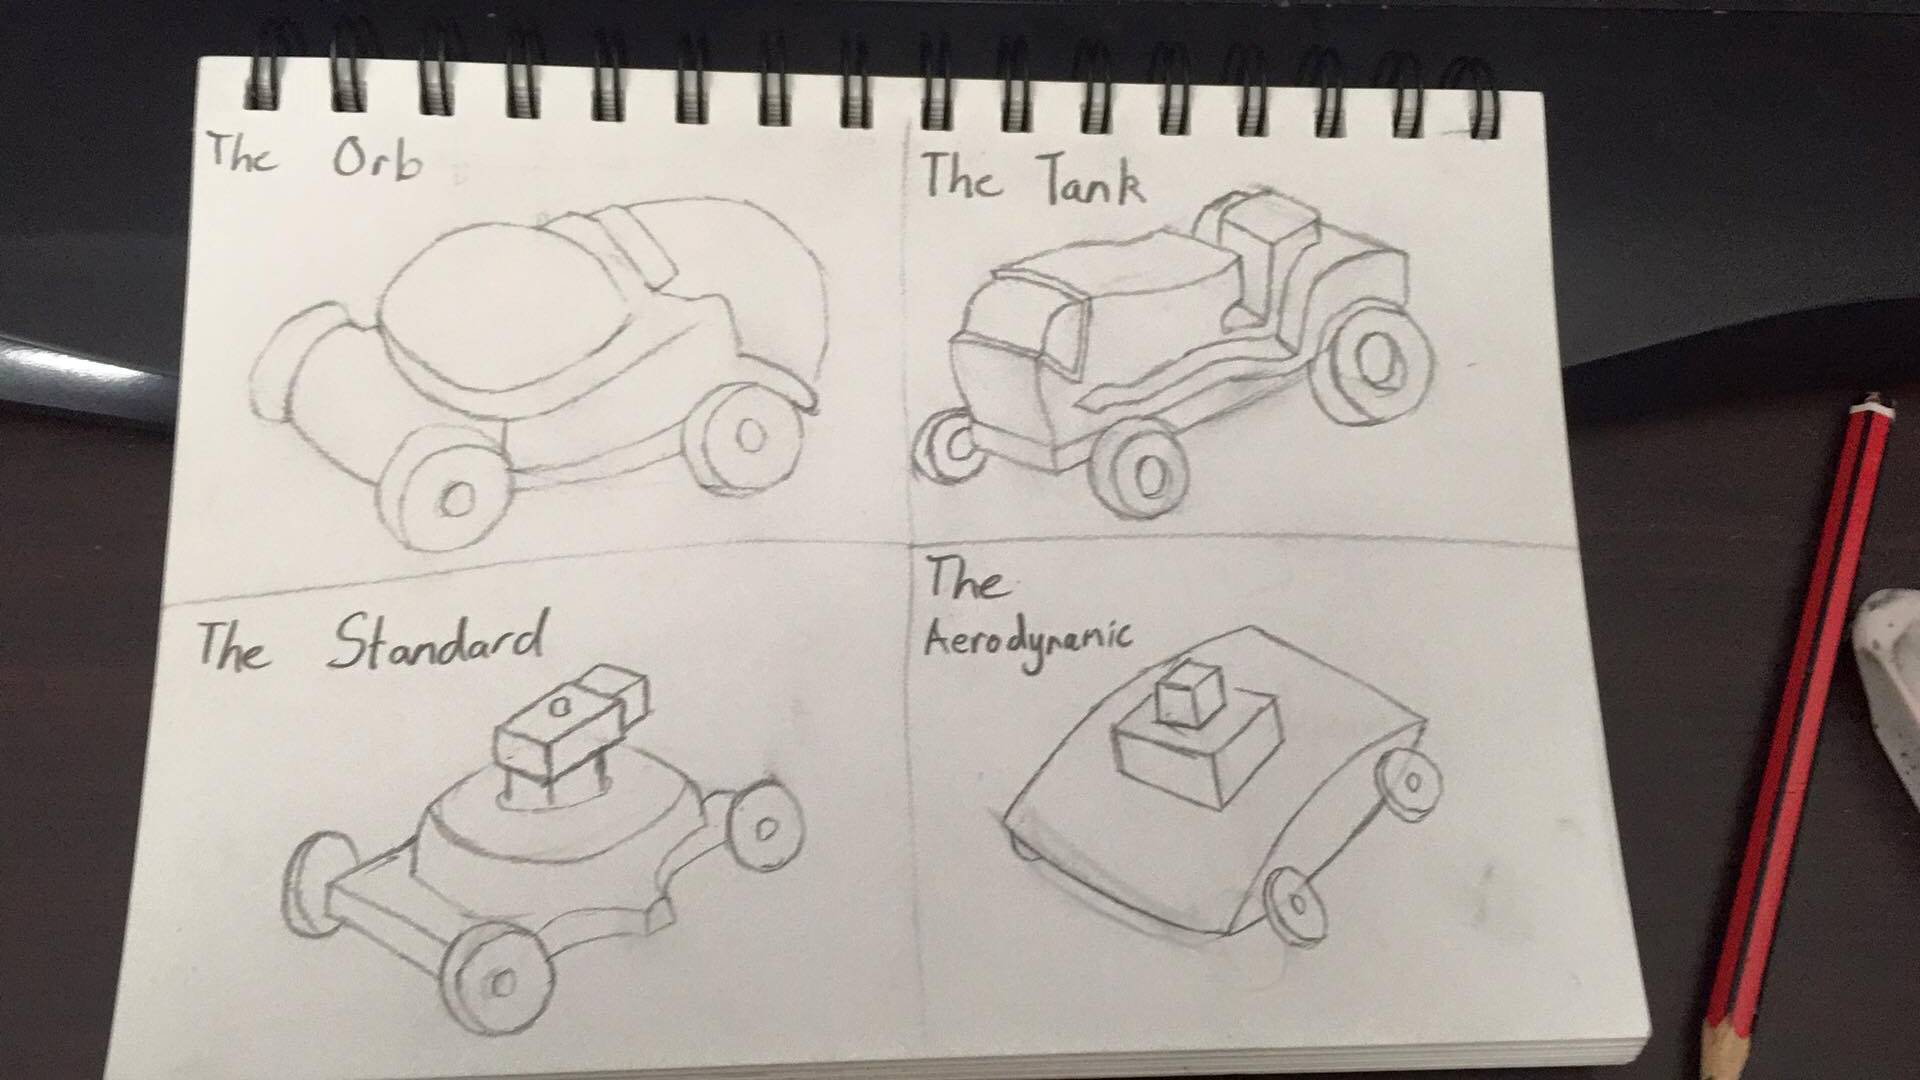 The Orb
The Tank
The Standard
The
Aerodynamic